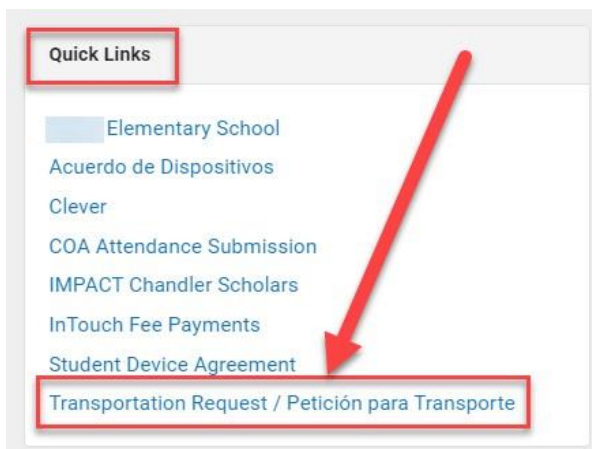 Quick Links
Elementary School
Acuerdo de Dispositivos
Clever
COA Attendance Submission
IMPACT Chandler Scholars
InTouch Fee Payments
Student Device Agreement
Transportation Request / Petición para Transporte